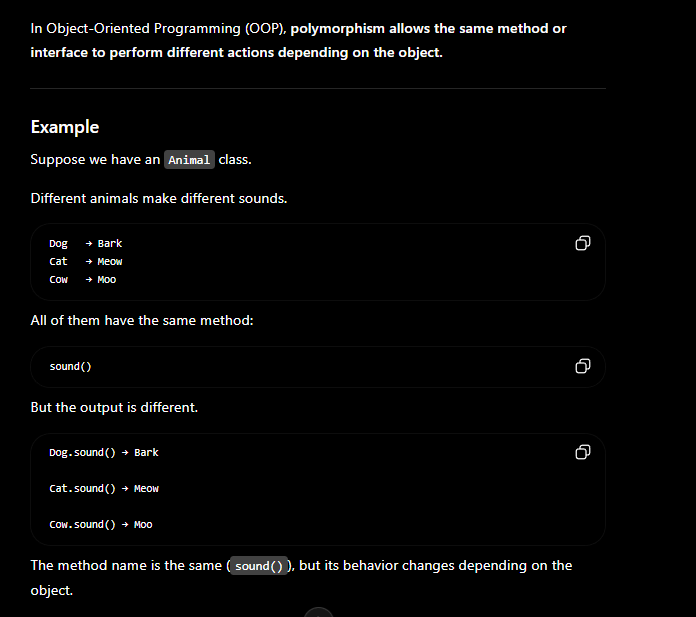 In Object-Oriented Programming (OOP), polymorphism allows the same method or
interface to perform different actions depending on the object.
Example
Suppose we have an Animal class.
Different animals make different sounds.
Dog → Bark
Cat → Meow
Cow → Moo
All of them have the same method:
sound()
But the output is different.
Dog.sound() → Bark
Cat.sound() → Meow
Cow.sound() → Moo
The method name is the same (sound()), but its behavior changes depending on the
object.